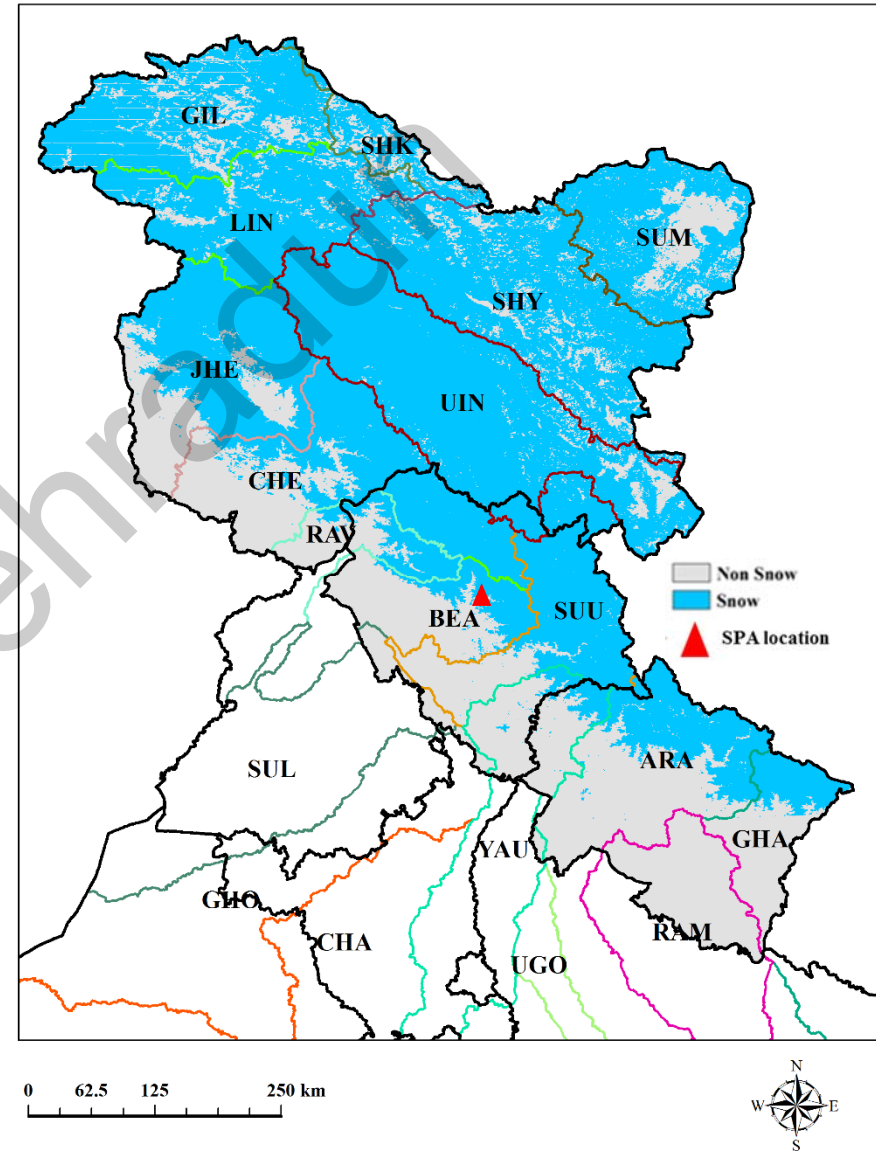 GIL
SHK
LIN
SUM
SHY
JHE
UIN
CHE
RAV
BEA
SUU
Non Snow
Snow
SPA location
SUL
ARA
GHA
YAU
GHO
CHA
RAM
UGO
ehradun
0 62.5 125 250 km
N
W E
S